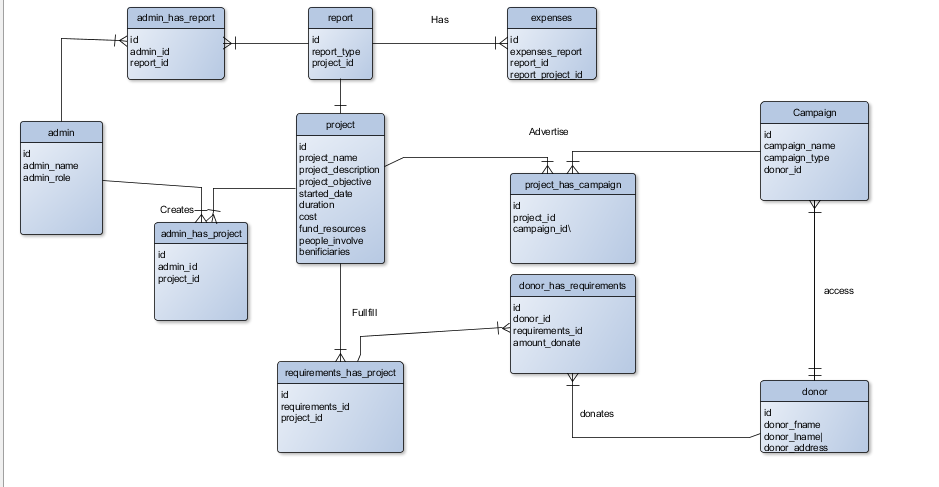 admin_has_report
id
admin_id
report_id
report
id
report_type
project_id
Has
expenses
id
expenses_report
report_id
report_project_id
admin
id
admin_name
admin_role
project
id
project_name
project_description
project_objective
started_date
duration
cost
fund_resources
people_involve
benificiaries
Advertise
Campaign
id
campaign_name
campaign_type
donor_id
project_has_campaign
id
project_id
campaign_id\
Creates
admin_has_project
id
admin_id
project_id
donor_has_requirements
id
donor_id
requirements_id
amount_donate
access
Fullfill
requirements_has_project
id
requirements_id
project_id
donates
donor
id
donor_fname
donor_lname|
donor_address